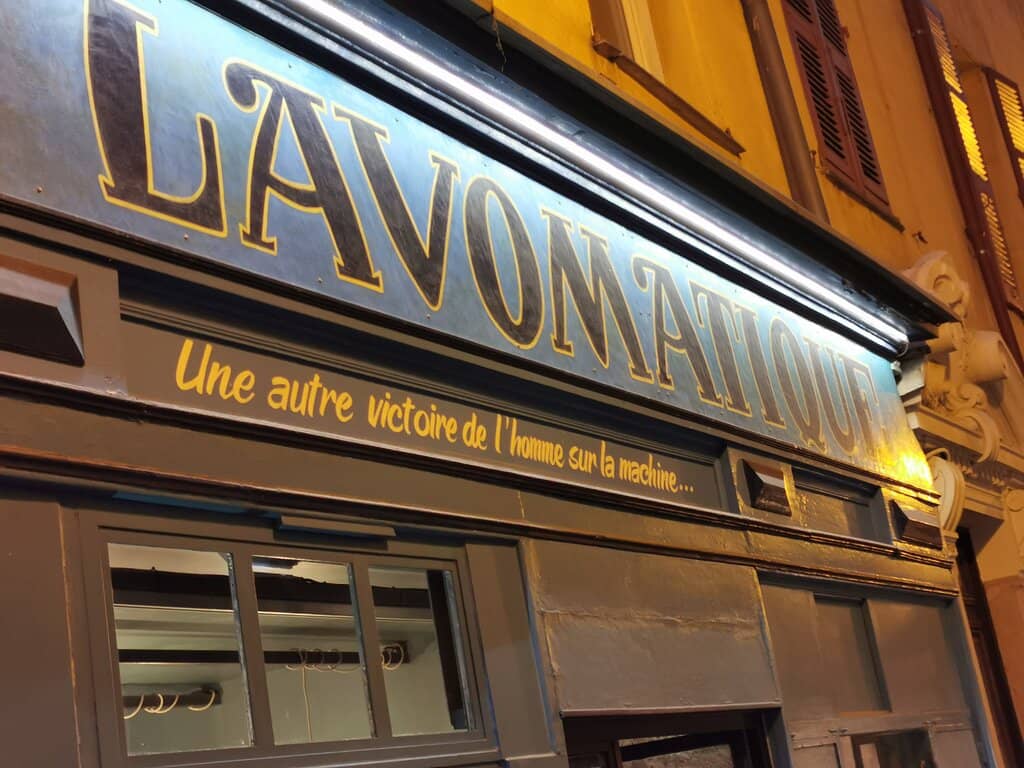 LAVOMATIQUE
Une autre victoire de l'homme sur la machine...